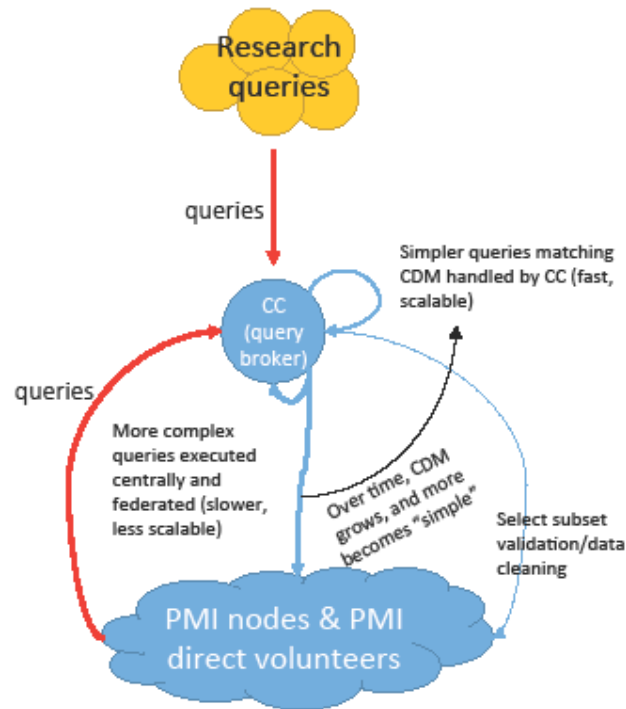 Research
queries
queries
Simpler queries matching
CDM handled by CC (fast,
scalable)
CC
(query
broker)
queries
More complex
queries executed
centrally and
federated (slower,
less scalable)
Over time, CDM
grows, and more
becomes “simple”
Select subset
validation/data
cleaning
PMI nodes & PMI
direct volunteers